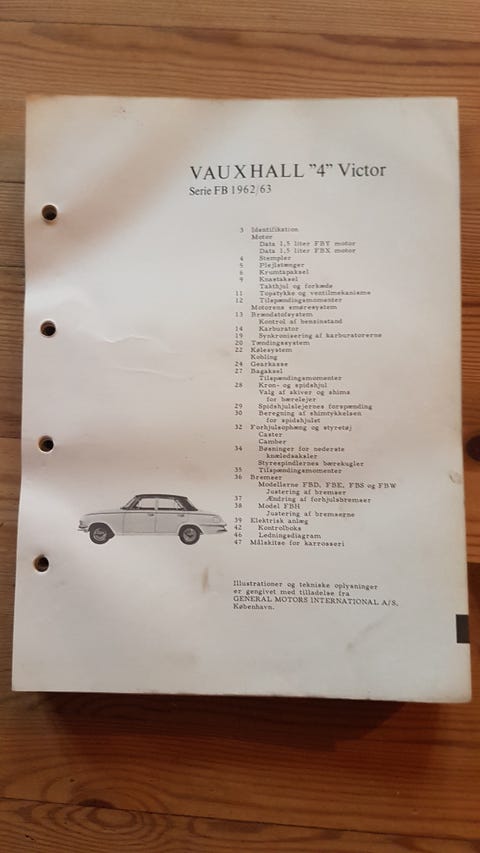 VAUXHALL "4" Victor
Serie FB 1962/63
3 Identifikation
Motor
Data 1,5 liter FBY motor
Data 1,5 liter FBX motor
4 Stempler
5 Plejlstænger
6 Krumtapaksel
9 Knastaksel
Takthjul og forkæde
11 Topstykke og ventilmekanisme
12 Tilspændingsmomenter
Motorens smøresystem
13 Brændstofsystem
Kontrol af benzinstand
14 Karburator
19 Synkronisering af karburatorerne
20 Tændingssystem
22 Kølesystem
Kobling
24 Gearkasse
27 Bagaksel
Tilspændingsmomenter
28 Kron- og spidshjul
Valg af skiver og shims
for bærelejer
29 Spidshjulslejernes forspænding
30 Beregning af shimtykkelsen
for spidshjulet
32 Forhjulsophæng og styretøj
Caster
Camber
34 Bøsninger for nederste
knæledsaksler
Styrespindlernes bærekugler
35 Tilspændingsmomenter
36 Bremser
Modellerne FBD, FBE, FBS og FBW
Justering af bremser
37 Ændring af forhjulsbremser
38 Model FBH
Justering af bremserne
39 Elektrisk anlæg
42 Kontrolboks
46 Ledningsdiagram
47 Målskitse for karrosseri
Illustrationer og tekniske oplysninger
er gengivet med tilladelse fra
GENERAL MOTORS INTERNATIONAL A/S,
København.